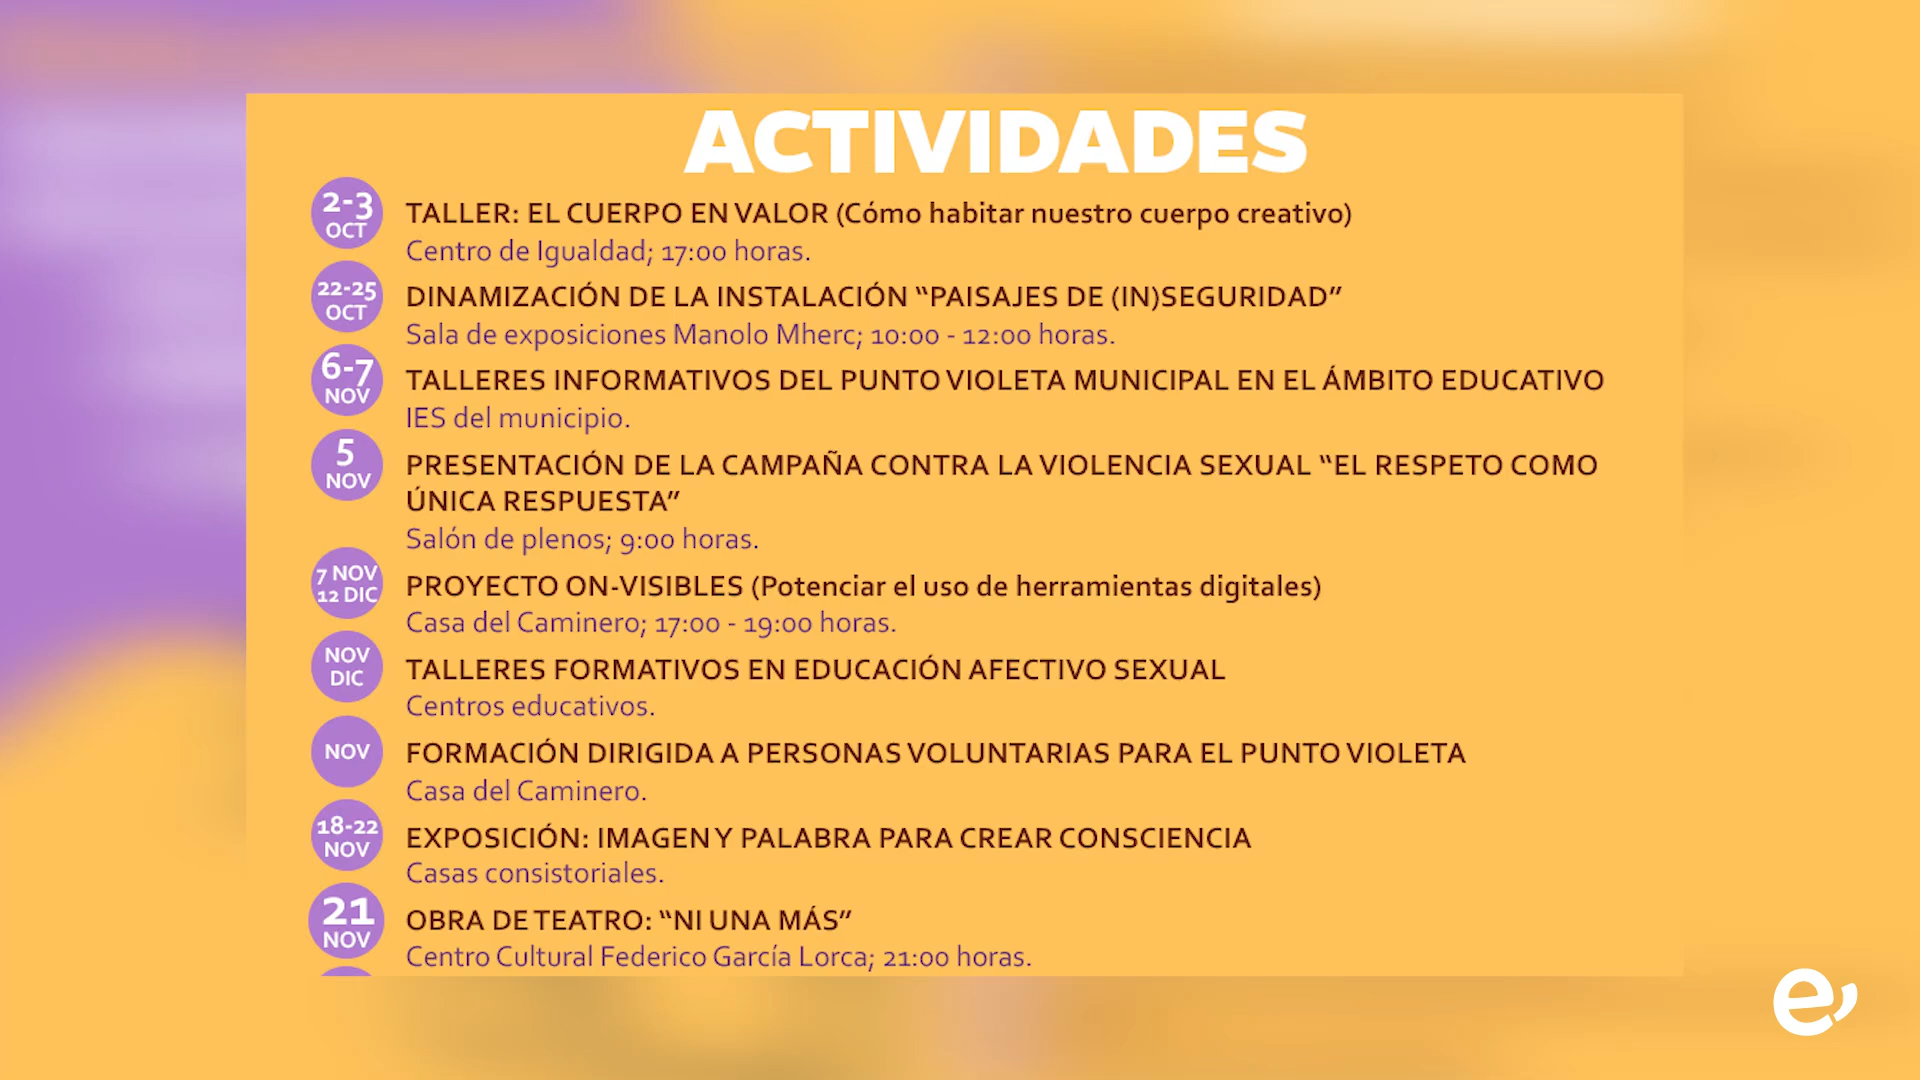 ACTIVIDADES
2-3
OCT
TALLER: EL CUERPO EN VALOR (Cómo habitar nuestro cuerpo creativo)
Centro de Igualdad; 17:00 horas.
22-25
OCT
DINAMIZACIÓN DE LA INSTALACIÓN “PAISAJES DE (IN)SEGURIDAD”
Sala de exposiciones Manolo Mherc; 10:00 - 12:00 horas.
6-7
NOV
TALLERES INFORMATIVOS DEL PUNTO VIOLETA MUNICIPAL EN EL ÁMBITO EDUCATIVO
IES del municipio.
5
NOV
PRESENTACIÓN DE LA CAMPAÑA CONTRA LA VIOLENCIA SEXUAL “EL RESPETO COMO
ÚNICA RESPUESTA”
Salón de plenos; 9:00 horas.
7 NOV
12 DIC
PROYECTO ON-VISIBLES (Potenciar el uso de herramientas digitales)
Casa del Caminero; 17:00 - 19:00 horas.
NOV
DIC
TALLERES FORMATIVOS EN EDUCACIÓN AFECTIVO SEXUAL
Centros educativos.
NOV
FORMACIÓN DIRIGIDA A PERSONAS VOLUNTARIAS PARA EL PUNTO VIOLETA
Casa del Caminero.
18-22
NOV
EXPOSICIÓN: IMAGEN Y PALABRA PARA CREAR CONSCIENCIA
Casas consistoriales.
21
NOV
OBRA DE TEATRO: “NI UNA MÁS”
Centro Cultural Federico García Lorca; 21:00 horas.
e